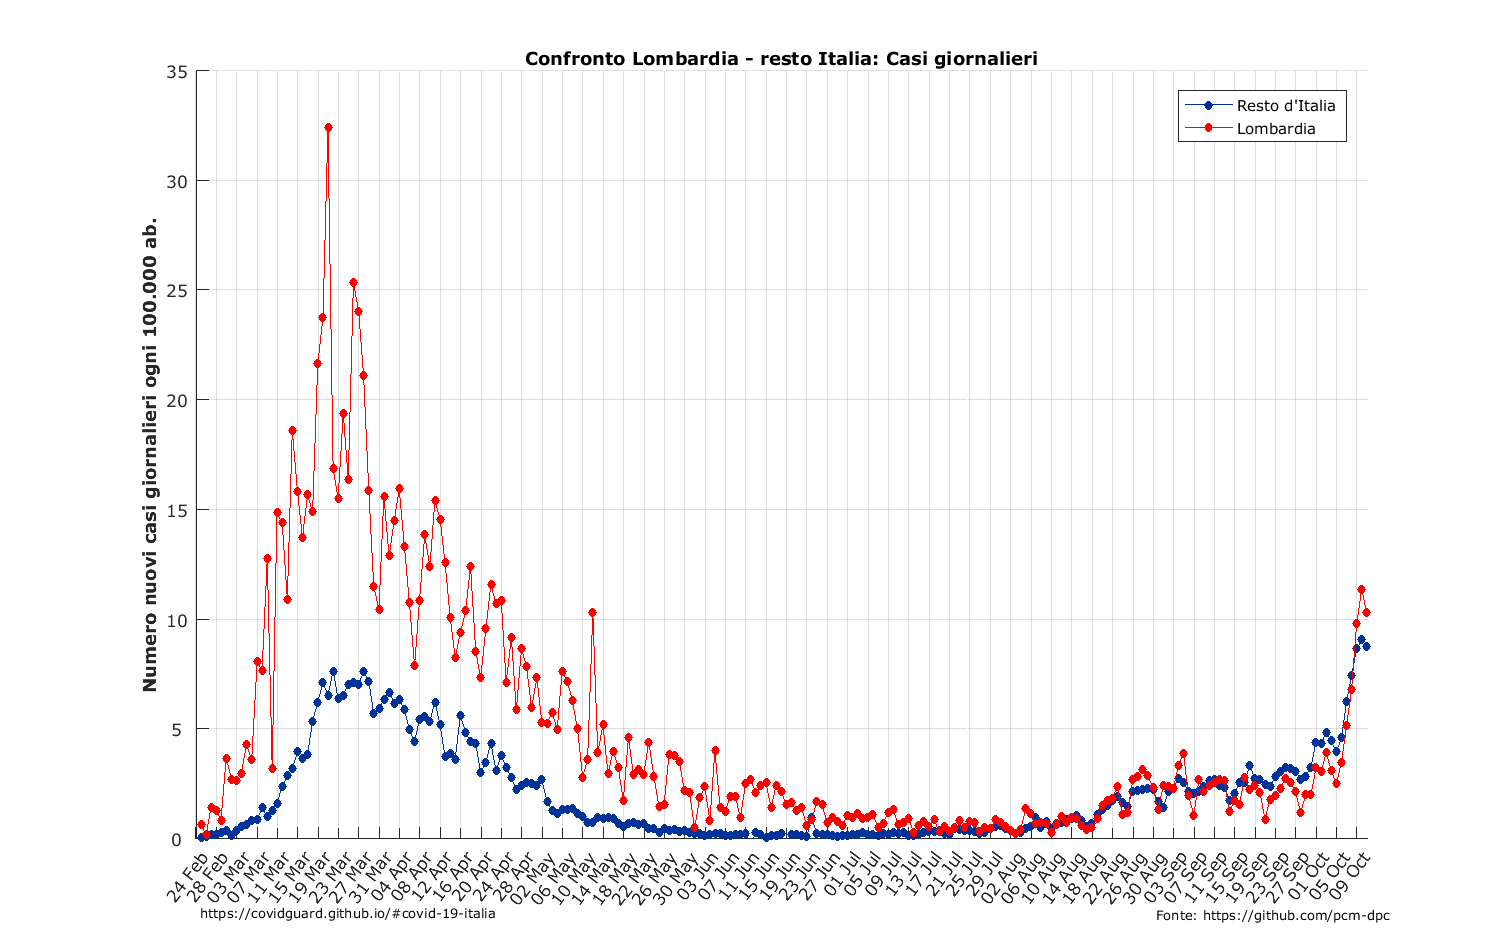 Confronto Lombardia - resto Italia: Casi giornalieri
Numero nuovi casi giornalieri ogni 100.000 ab.
35
30
25
20
15
10
5
0
Resto d'Italia
Lombardia
24 Feb
28 Feb
03 Mar
07 Mar
11 Mar
15 Mar
19 Mar
23 Mar
27 Mar
31 Mar
04 Apr
08 Apr
12 Apr
16 Apr
20 Apr
24 Apr
28 Apr
02 May
06 May
10 May
14 May
18 May
22 May
26 May
30 May
03 Jun
07 Jun
11 Jun
15 Jun
19 Jun
23 Jun
27 Jun
01 Jul
05 Jul
09 Jul
13 Jul
17 Jul
21 Jul
25 Jul
29 Jul
02 Aug
06 Aug
10 Aug
14 Aug
18 Aug
22 Aug
26 Aug
30 Aug
03 Sep
07 Sep
11 Sep
15 Sep
19 Sep
23 Sep
27 Sep
01 Oct
05 Oct
09 Oct
https://covidguard.github.io/#covid-19-italia
Fonte: https://github.com/pcm-dpc